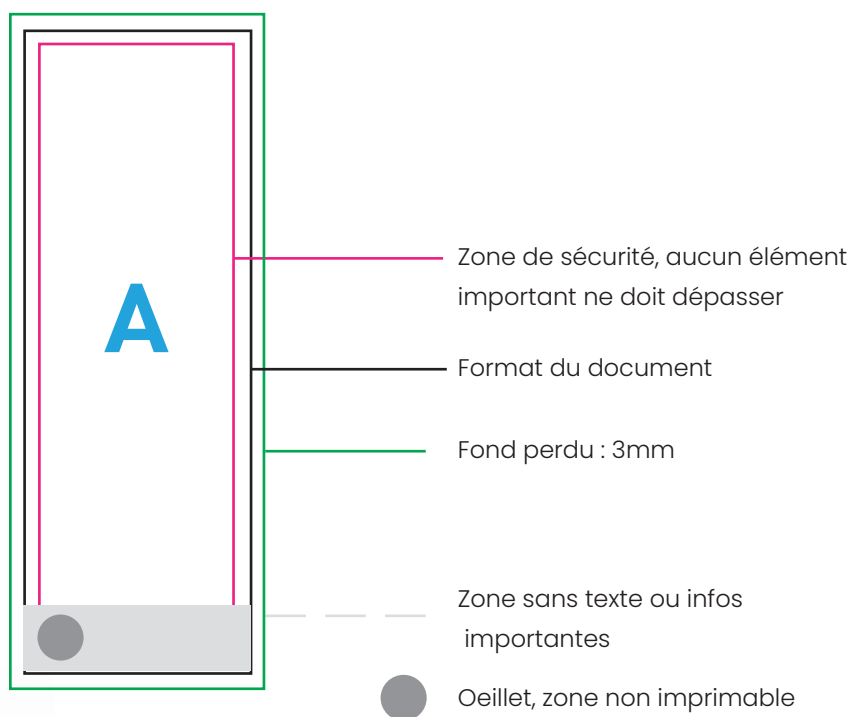 A
Zone de sécurité, aucun élément
important ne doit dépasser
Format du document
Fond perdu : 3mm
Zone sans texte ou infos
importantes
Oeillet, zone non imprimable